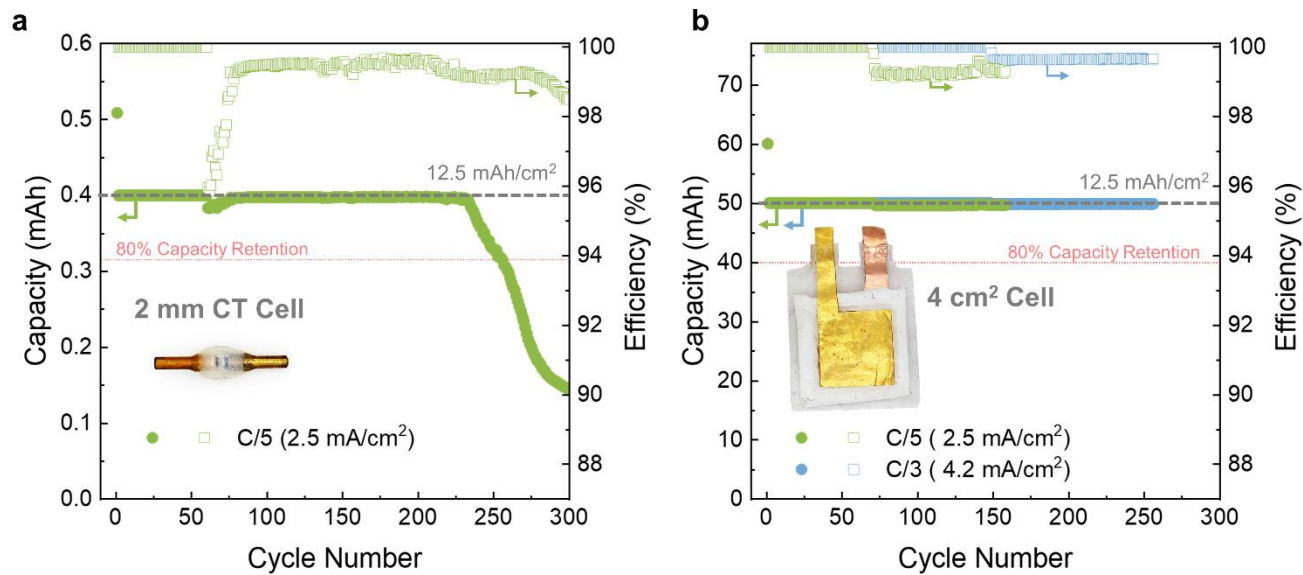 a
0.6
0.5
0.4
0.3
0.2
0.1
0.0
Capacity (mAh)
100
98
96
94
92
90
88
Efficiency (%)
12.5 mAh/cm²
80% Capacity Retention
2 mm CT Cell
C/5 (2.5 mA/cm²)
0 50 100 150 200 250 300
Cycle Number
b
70
60
50
40
30
20
10
0
Capacity (mAh)
100
98
96
94
92
90
88
Efficiency (%)
12.5 mAh/cm²
80% Capacity Retention
4 cm² Cell
C/5 ( 2.5 mA/cm²)
C/3 ( 4.2 mA/cm²)
0 50 100 150 200 250 300
Cycle Number